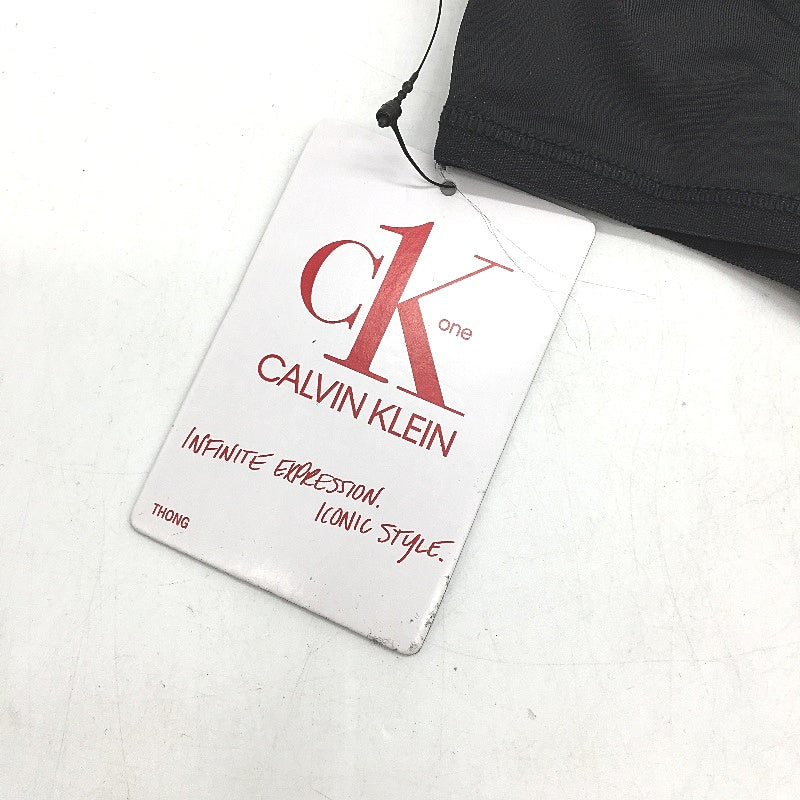 CK one
CALVIN KLEIN
INFINITE EXPRESSION.
ICONIC STYLE.
THONG